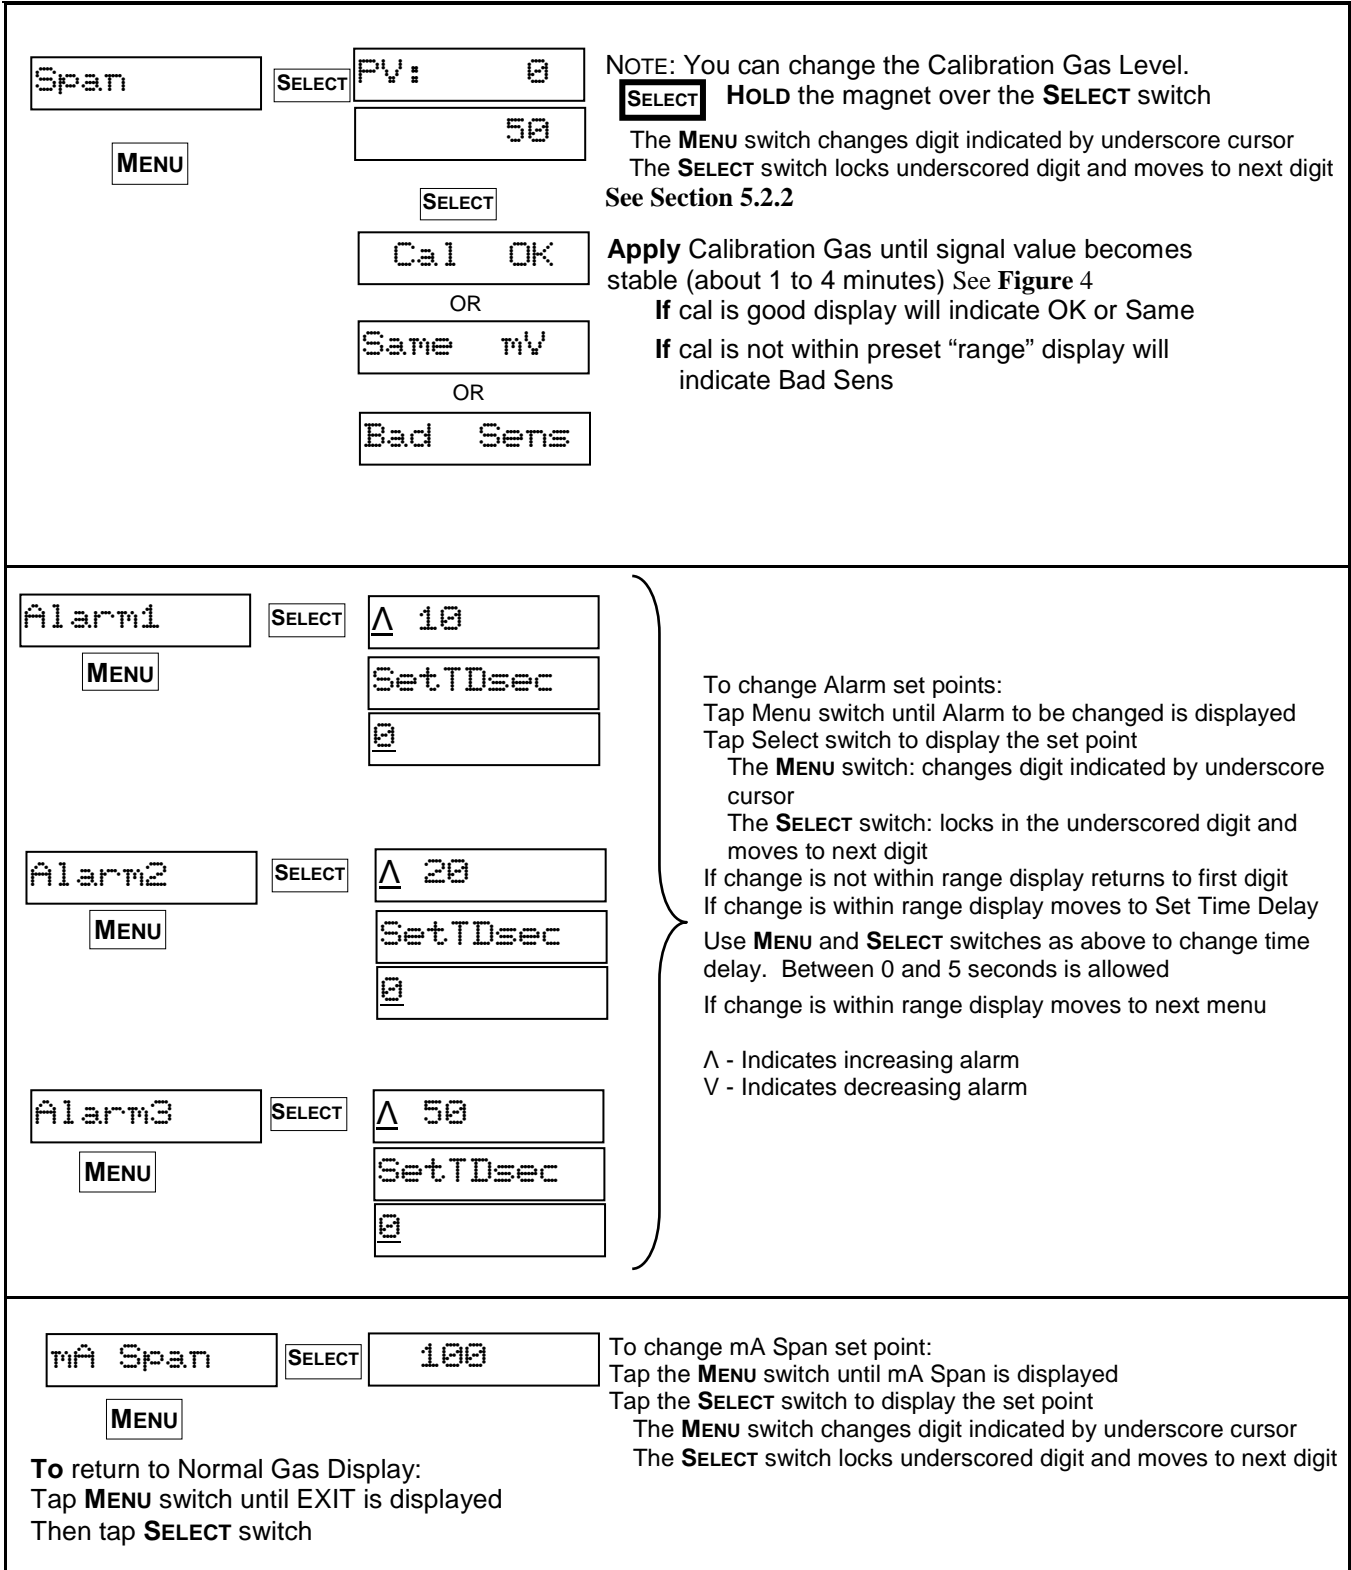 Span SELECT PV: 0
50
MENU
SELECT
Cal OK
OR
Same mV
OR
Bad Sens
NOTE: You can change the Calibration Gas Level.
SELECT HOLD the magnet over the SELECT switch
The MENU switch changes digit indicated by underscore cursor
The SELECT switch locks underscored digit and moves to next digit
See Section 5.2.2
Apply Calibration Gas until signal value becomes
stable (about 1 to 4 minutes) See Figure 4
If cal is good display will indicate OK or Same
If cal is not within preset “range” display will
indicate Bad Sens
Alarm1 SELECT Λ 10
MENU
SetTDsec
0
Alarm2 SELECT Λ 20
MENU
SetTDsec
0
Alarm3 SELECT Λ 50
MENU
SetTDsec
0
To change Alarm set points:
Tap Menu switch until Alarm to be changed is displayed
Tap Select switch to display the set point
The MENU switch: changes digit indicated by underscore
cursor
The SELECT switch: locks in the underscored digit and
moves to next digit
If change is not within range display returns to first digit
If change is within range display moves to Set Time Delay
Use MENU and SELECT switches as above to change time
delay. Between 0 and 5 seconds is allowed
If change is within range display moves to next menu
Λ - Indicates increasing alarm
V - Indicates decreasing alarm
mA Span SELECT 100
MENU
To change mA Span set point:
Tap the MENU switch until mA Span is displayed
Tap the SELECT switch to display the set point
The MENU switch changes digit indicated by underscore cursor
The SELECT switch locks underscored digit and moves to next digit
To return to Normal Gas Display:
Tap MENU switch until EXIT is displayed
Then tap SELECT switch